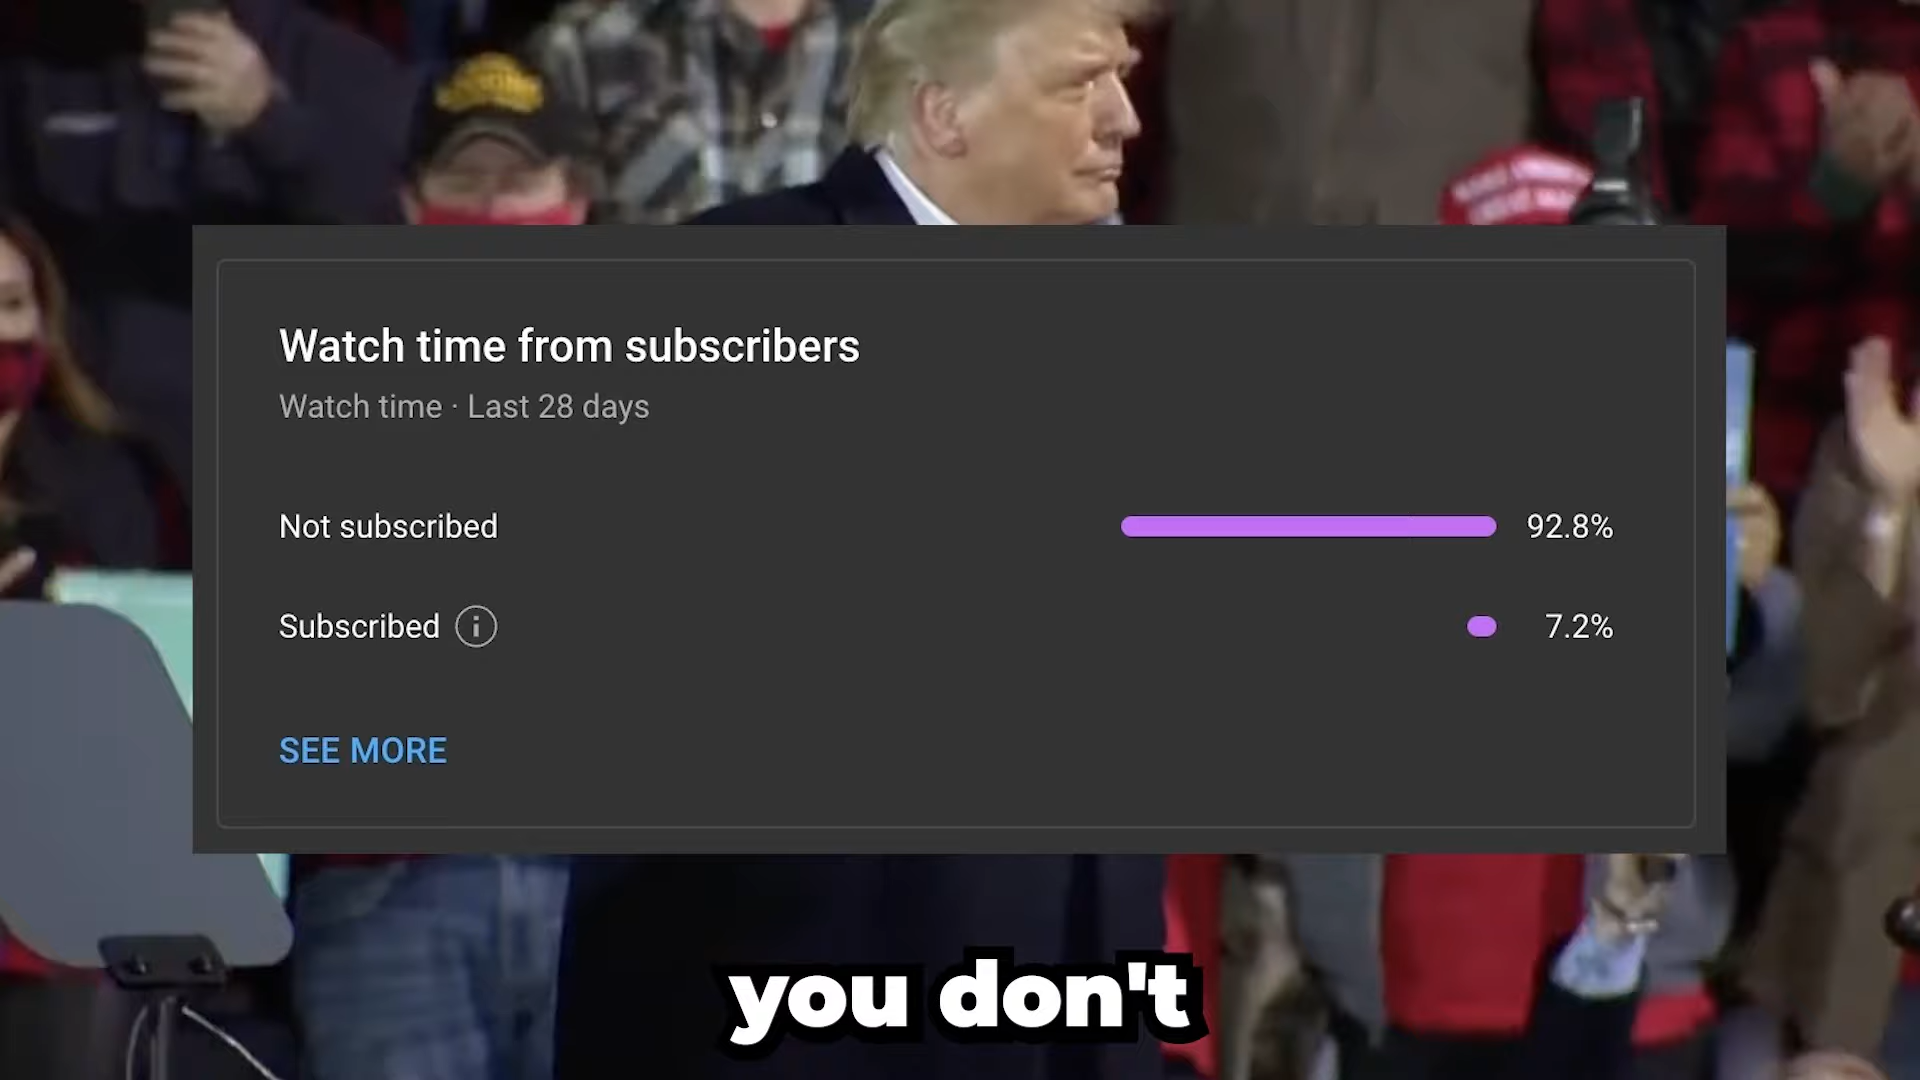 Watch time from subscribers
Watch time · Last 28 days
Not subscribed 92.8%
Subscribed 7.2%
SEE MORE
you don't